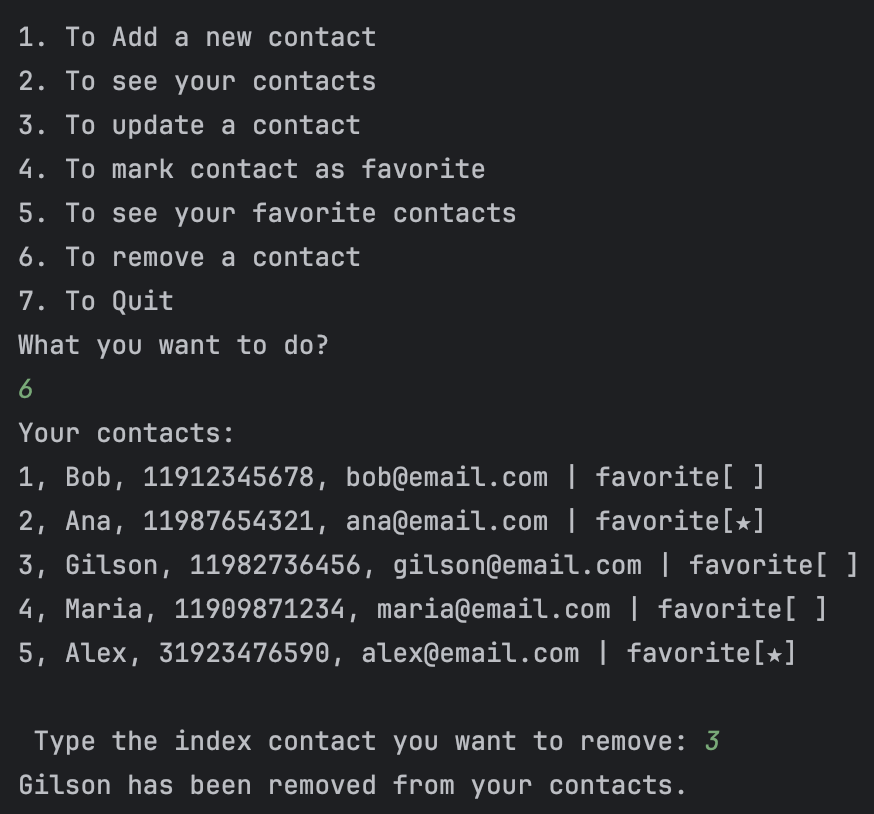 1. To Add a new contact
2. To see your contacts
3. To update a contact
4. To mark contact as favorite
5. To see your favorite contacts
6. To remove a contact
7. To Quit
What you want to do?
6
Your contacts:
1, Bob, 11912345678, bob@email.com | favorite[ ]
2, Ana, 11987654321, ana@email.com | favorite[★]
3, Gilson, 11982736456, gilson@email.com | favorite[ ]
4, Maria, 11909871234, maria@email.com | favorite[ ]
5, Alex, 31923476590, alex@email.com | favorite[★]
Type the index contact you want to remove: 3
Gilson has been removed from your contacts.